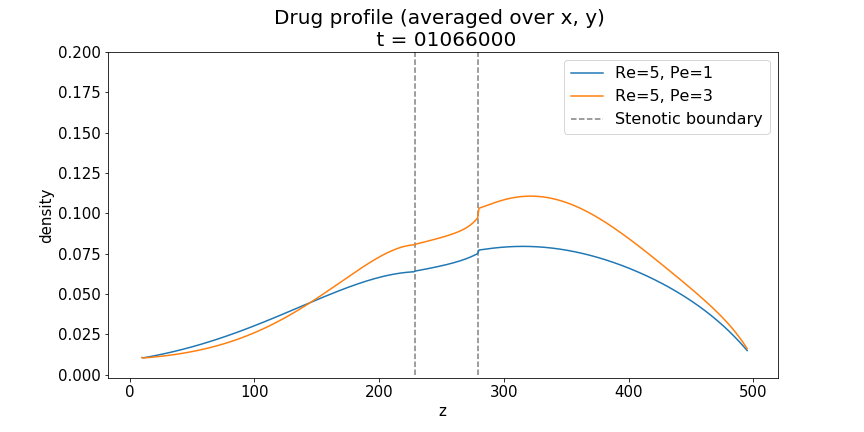 Drug profile (averaged over x, y)
t = 01066000
0.200
0.175
0.150
0.125
0.100
0.075
0.050
0.025
0.000
density
0
100
200
300
400
500
z
Re=5, Pe=1
Re=5, Pe=3
Stenotic boundary